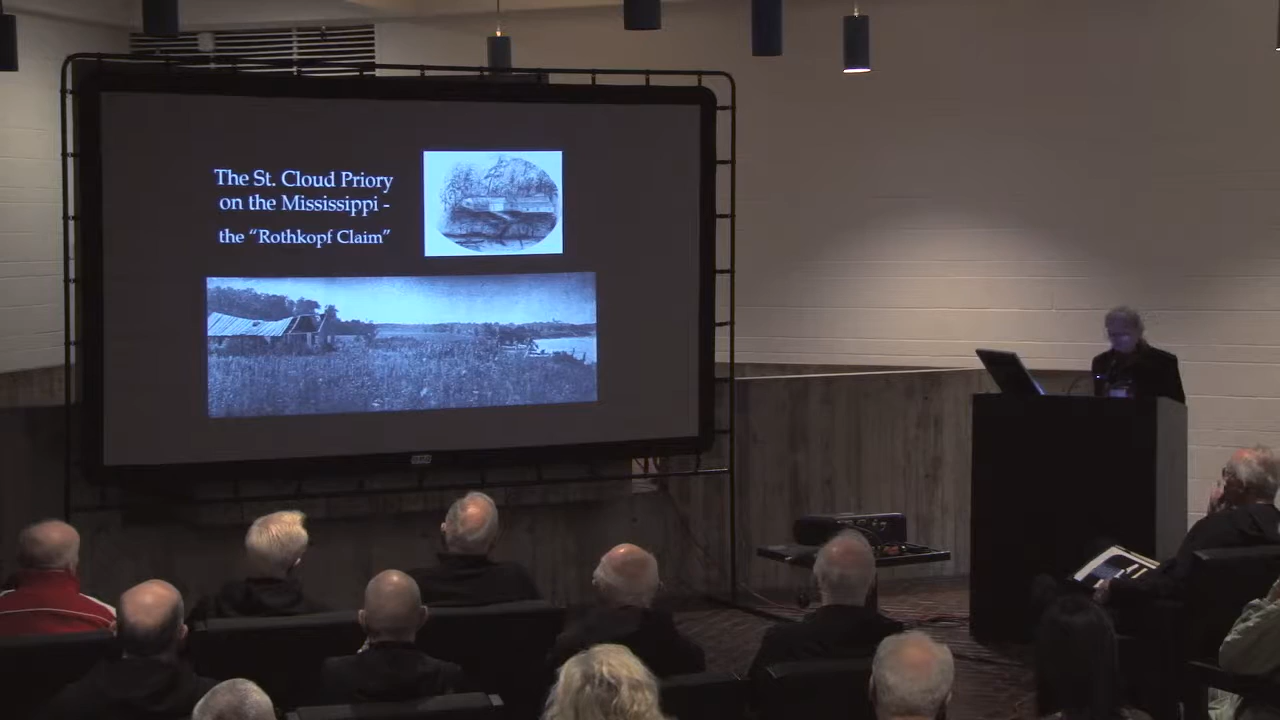 The St. Cloud Priory
on the Mississippi -
the “Rothkopf Claim”